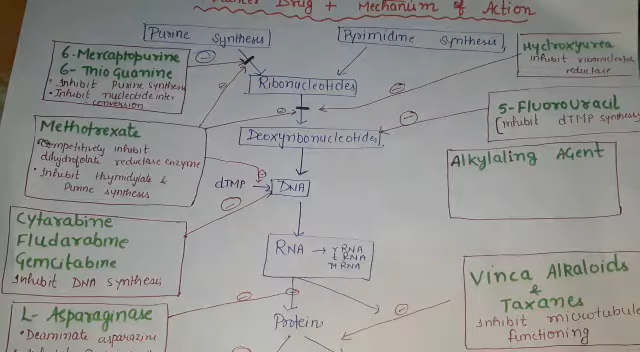 Cancer Drug + Mechanism of Action
Purine Synthesis
Pyrimidine Synthesis
6-Mercaptopurine
6-Thio Guanine
• Inhibit Purine synthesis
• Inhibit nucleotide inter
conversion
Hydroxyurea
inhibit ribonucleotide
reductase
Ribonucleotides
5-Fluorouracil
[inhibit dTMP synthesis
Methotrexate
• Competitively inhibit
dihydrofolate reductase enzyme
• Inhibit thymidylate &
Purine synthesis
Deoxyribonucleotides
Alkylaling Agent
dTMP → DNA
Cytarabine
Fludarabine
Gemcitabine
Inhibit DNA synthesis
RNA → rRNA
tRNA
mRNA
Vinca Alkaloids
&
Taxanes
Inhibit microtubule
functioning
L-Asparaginase
• Deaminate asparazine
Protein